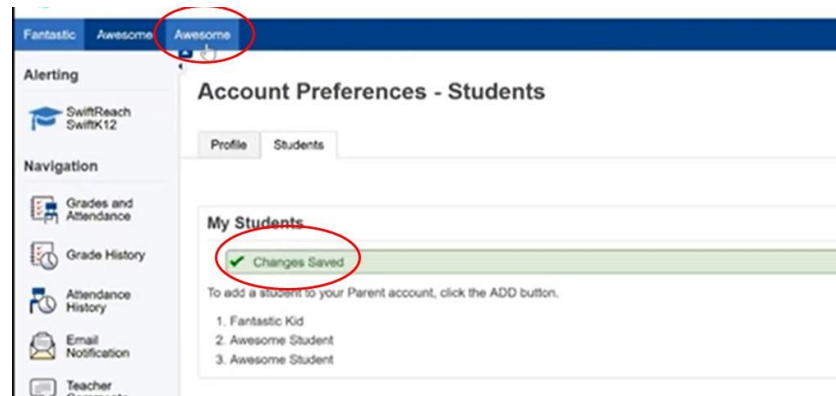 Fantastic Awesome Awesome
Alerting
SwiftReach
SwiftK12
Navigation
Grades and
Attendance
Grade History
Attendance
History
Email
Notification
Teacher
Comments
Account Preferences - Students
Profile Students
My Students
Changes Saved
To add a student to your Parent account, click the ADD button.
1. Fantastic Kid
2. Awesome Student
3. Awesome Student